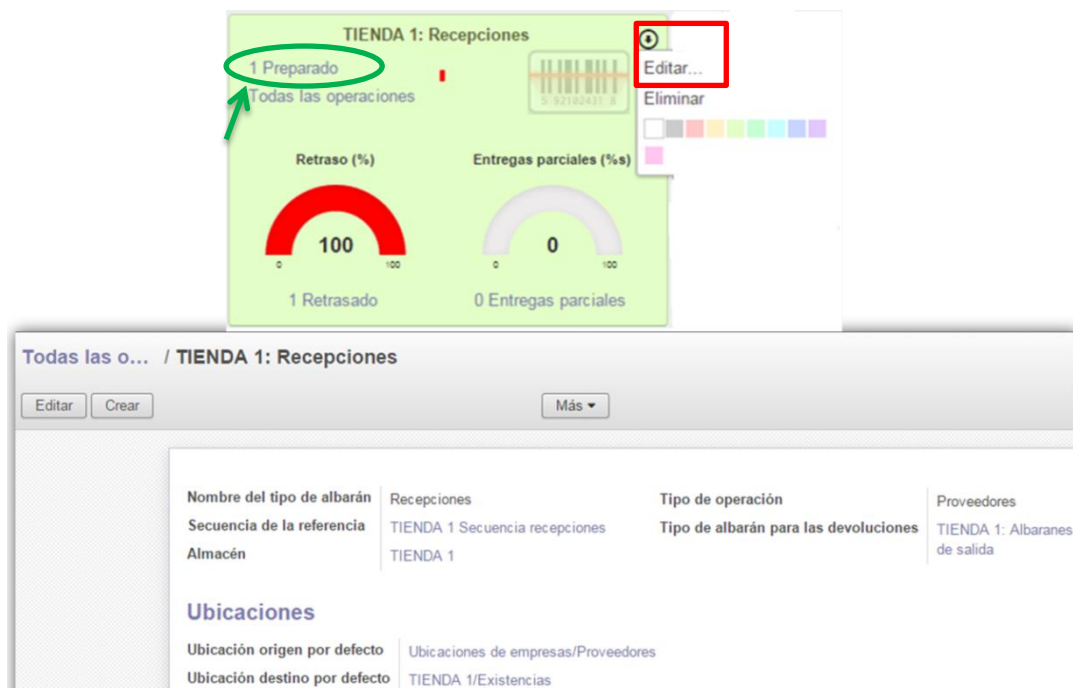 TIENDA 1: Recepciones
1 Preparado
Todas las operaciones
Editar...
Eliminar
Retraso (%)
Entregas parciales (%s)
100
0
0
100
0
100
1 Retrasado
0 Entregas parciales
Todas las o... / TIENDA 1: Recepciones
Editar Crear Más
Nombre del tipo de albarán Recepciones Tipo de operación Proveedores
Secuencia de la referencia TIENDA 1 Secuencia recepciones Tipo de albarán para las devoluciones TIENDA 1: Albaranes
Almacén TIENDA 1 de salida
Ubicaciones
Ubicación origen por defecto Ubicaciones de empresas/Proveedores
Ubicación destino por defecto TIENDA 1/Existencias